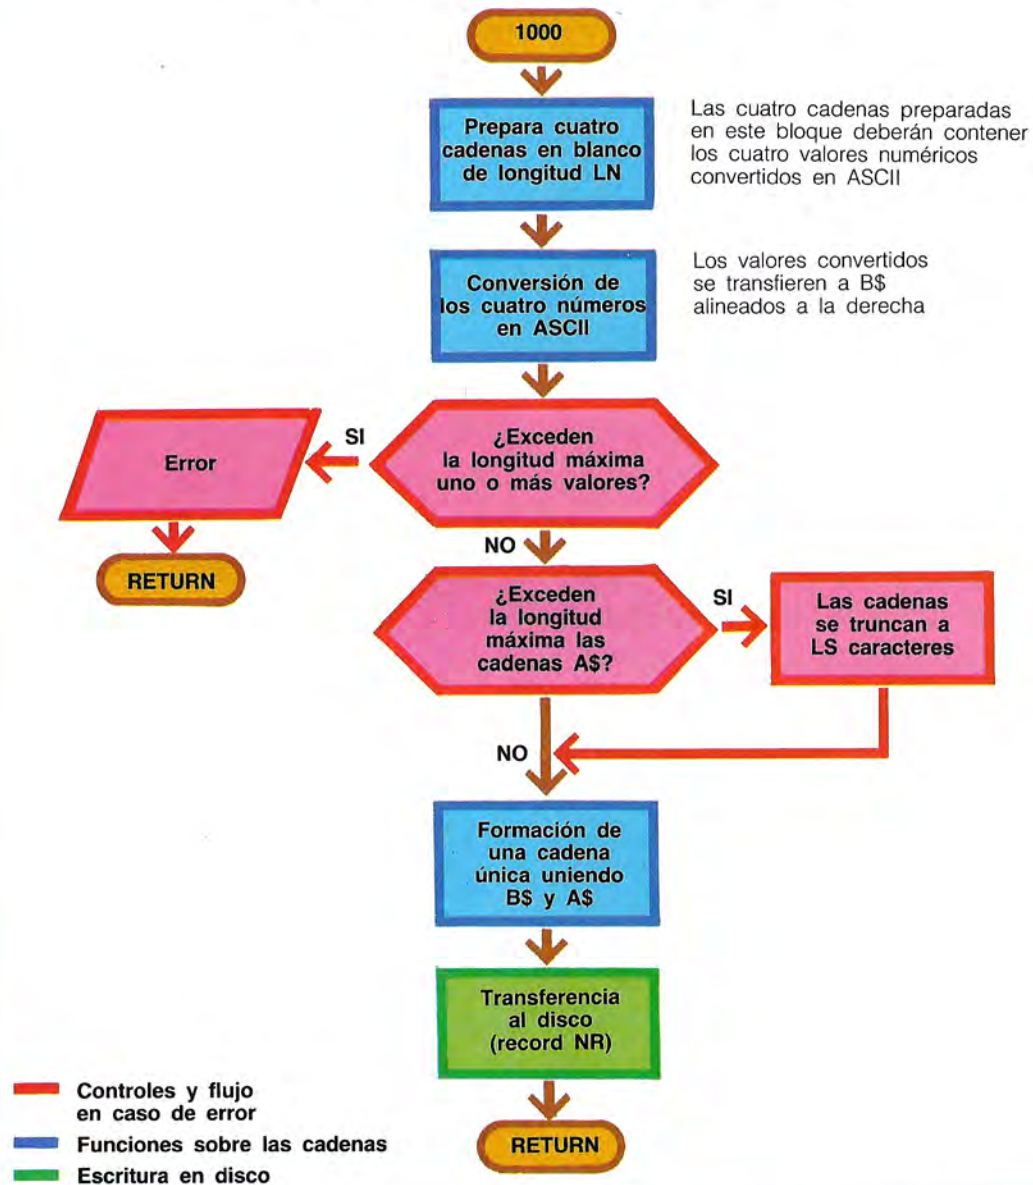 1000
Prepara cuatro
cadenas en blanco
de longitud LN
Las cuatro cadenas preparadas
en este bloque deberán contener
los cuatro valores numéricos
convertidos en ASCII
Conversión de
los cuatro números
en ASCII
Los valores convertidos
se transfieren a B$
alineados a la derecha
¿Exceden
la longitud máxima
uno o más valores?
SI
Error
RETURN
NO
¿Exceden
la longitud
máxima las
cadenas A$?
SI
Las cadenas
se truncan a
LS caracteres
NO
Formación de
una cadena
única uniendo
B$ y A$
Transferencia
al disco
(record NR)
RETURN
Controles y flujo
en caso de error
Funciones sobre las cadenas
Escritura en disco